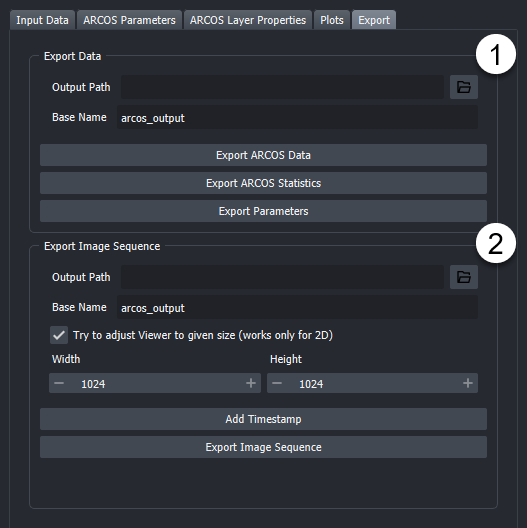 Input Data ARCOS Parameters ARCOS Layer Properties Plots Export
1
Export Data
Output Path
Base Name arcos_output
Export ARCOS Data
Export ARCOS Statistics
Export Parameters
2
Export Image Sequence
Output Path
Base Name arcos_output
Try to adjust Viewer to given size (works only for 2D)
Width Height
− 1024 + − 1024 +
Add Timestamp
Export Image Sequence